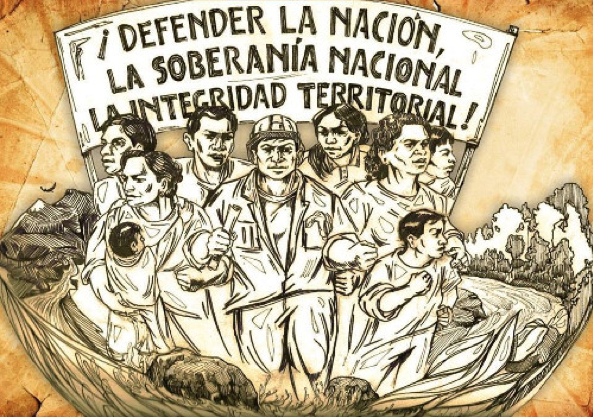 ¡DEFENDER LA NACIÓN,
LA SOBERANÍA NACIONAL
LA INTEGRIDAD TERRITORIAL!